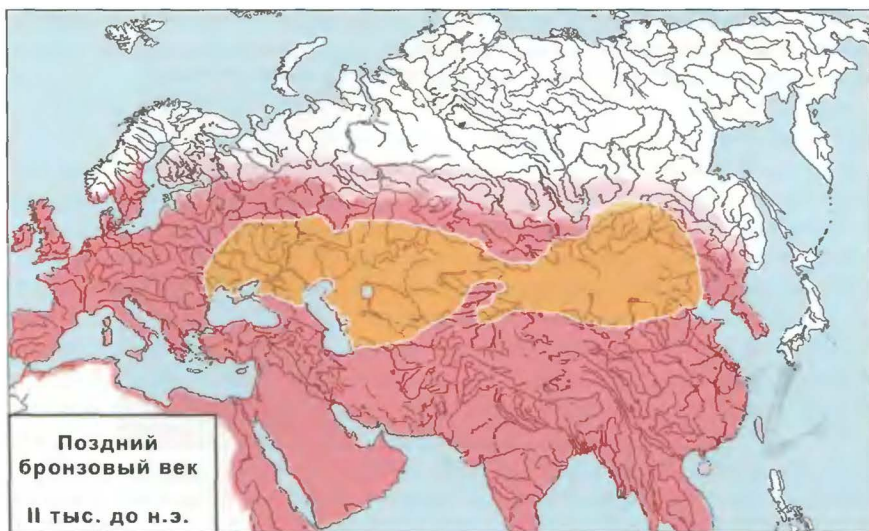 Поздний
бронзовый век
II тыс. до н.э.